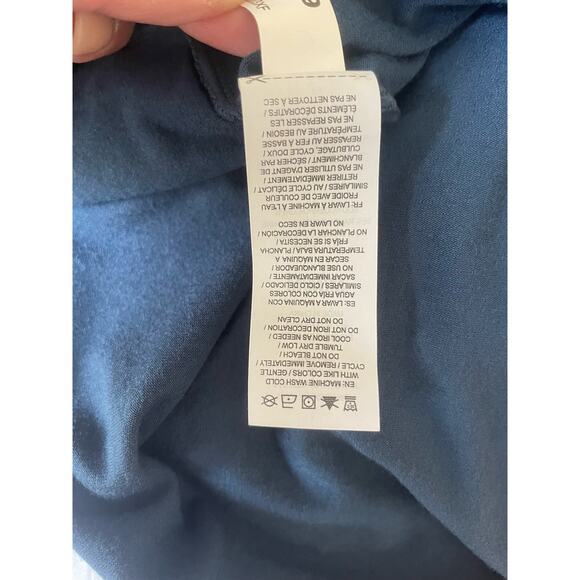 EN: MACHINE WASH COLD
WITH LIKE COLORS / GENTLE
CYCLE / REMOVE IMMEDIATELY /
DO NOT BLEACH /
TUMBLE DRY LOW /
COOL IRON AS NEEDED /
DO NOT IRON DECORATION /
DO NOT DRY CLEAN
ES: LAVAR A MÁQUINA CON
AGUA FRÍA CON COLORES
SIMILARES / CICLO DELICADO /
SACAR INMEDIATAMENTE /
NO USE BLANQUEADOR /
SECAR EN MÁQUINA A
TEMPERATURA BAJA / PLANCHA
FRÍA SI SE NECESITA /
NO PLANCHAR LA DECORACIÓN /
NO LAVAR EN SECO
FR: LAVAR À MACHINE À L'EAU
FROIDE AVEC DE COULEUR
SIMILAIRES / AU CYCLE DÉLICAT /
RETIRER IMMÉDIATEMENT /
NE PAS UTILISER D'AGENT DE
BLANCHIMENT / SÉCHER PAR
CULBUTAGE, CYCLE DOUX /
REPASSER AU FER À BASSE
TEMPÉRATURE AU BESOIN /
NE PAS REPASSER LES
ÉLÉMENTS DÉCORATIFS /
NE PAS NETTOYER À SEC